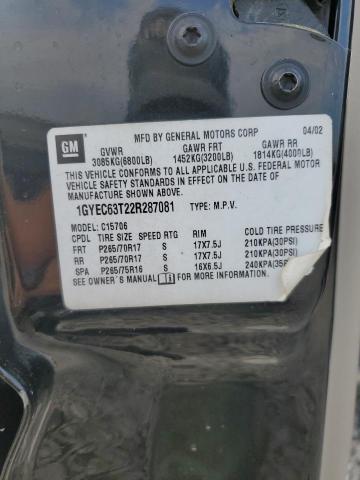 GM
MFD BY GENERAL MOTORS CORP 04/02
GVWR GAWR FRT GAWR RR
3085KG(6800LB) 1452KG(3200LB) 1814KG(4000LB)
THIS VEHICLE CONFORMS TO ALL APPLICABLE U.S. FEDERAL MOTOR
VEHICLE SAFETY STANDARDS IN EFFECT ON THE DATE OF
MANUFACTURE SHOWN ABOVE.
1GYEC63T22R287081 TYPE: M.P.V.
MODEL: C15706
CPDL TIRE SIZE SPEED RTG RIM COLD TIRE PRESSURE
FRT P265/70R17 S 17X7.5J 210KPA(30PSI)
RR P265/70R17 S 17X7.5J 210KPA(30PSI)
SPA P265/75R16 S 16X6.5J 240KPA(35PSI)
SEE OWNER'S MANUAL FOR MORE INFORMATION.